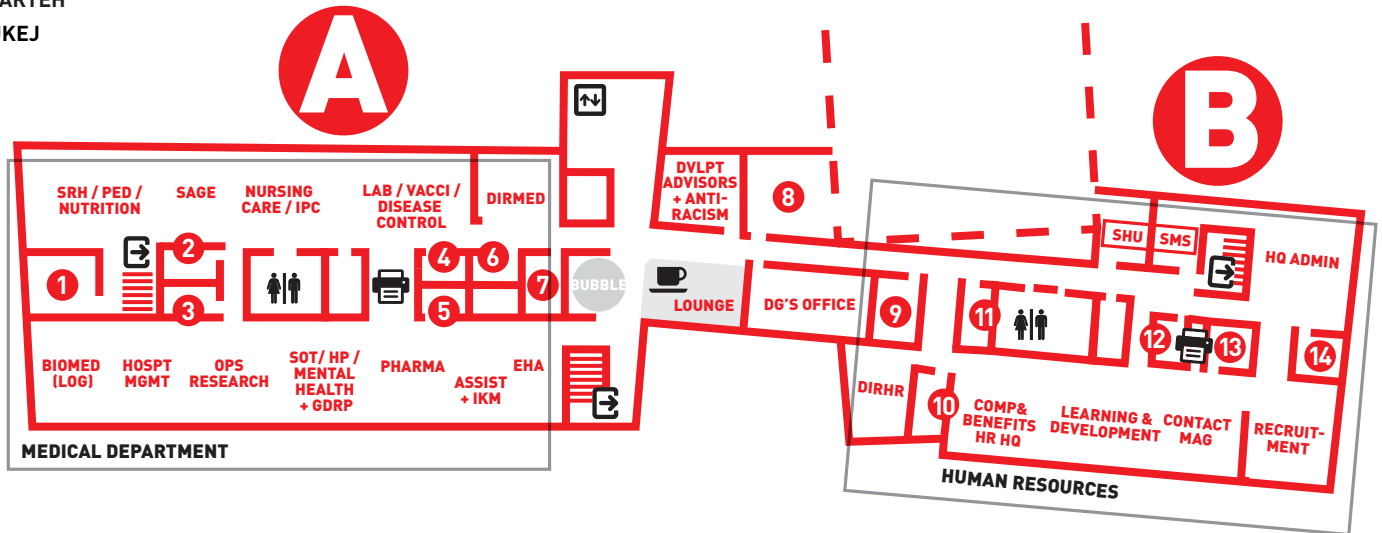 A
B
SRH / PED /
NUTRITION
SAGE
NURSING
CARE / IPC
LAB / VACCI /
DISEASE
CONTROL
DIRMED
DVLPT
ADVISORS
+ ANTI-
RACISM
8
SHU
SMS
HQ ADMIN
1
2
3
4
6
5
7
BUBBLE
LOUNGE
DG'S OFFICE
9
11
12
13
14
BIOMED
(LOG)
HOSPT
MGMT
OPS
RESEARCH
SOT/ HP /
MENTAL
HEALTH
+ GDRP
PHARMA
ASSIST
+ IKM
EHA
DIRHR
10
COMP&
BENEFITS
HR HQ
LEARNING &
DEVELOPMENT
CONTACT
MAG
RECRUIT-
MENT
MEDICAL DEPARTMENT
HUMAN RESOURCES